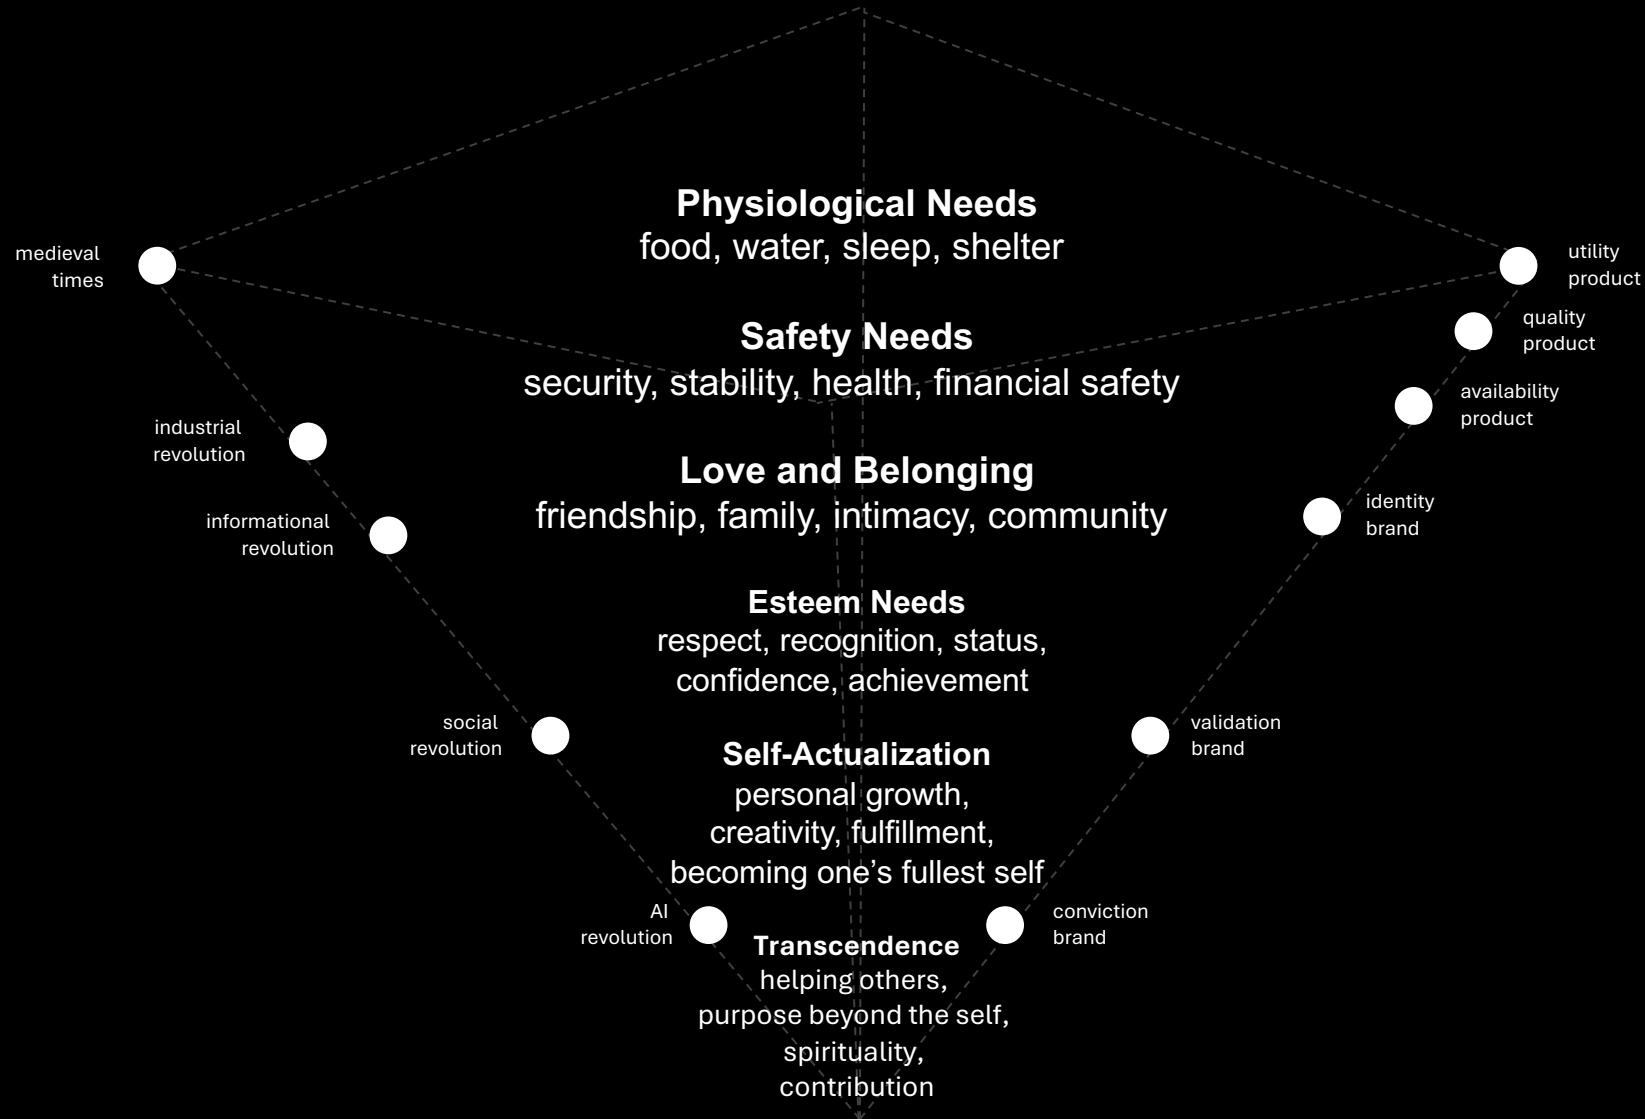 Physiological Needs
food, water, sleep, shelter
medieval
times
utility
product
quality
product
Safety Needs
security, stability, health, financial safety
availability
product
industrial
revolution
Love and Belonging
friendship, family, intimacy, community
identity
brand
informational
revolution
Esteem Needs
respect, recognition, status,
confidence, achievement
social
revolution
validation
brand
Self-Actualization
personal growth,
creativity, fulfillment,
becoming one’s fullest self
AI
revolution
conviction
brand
Transcendence
helping others,
purpose beyond the self,
spirituality,
contribution